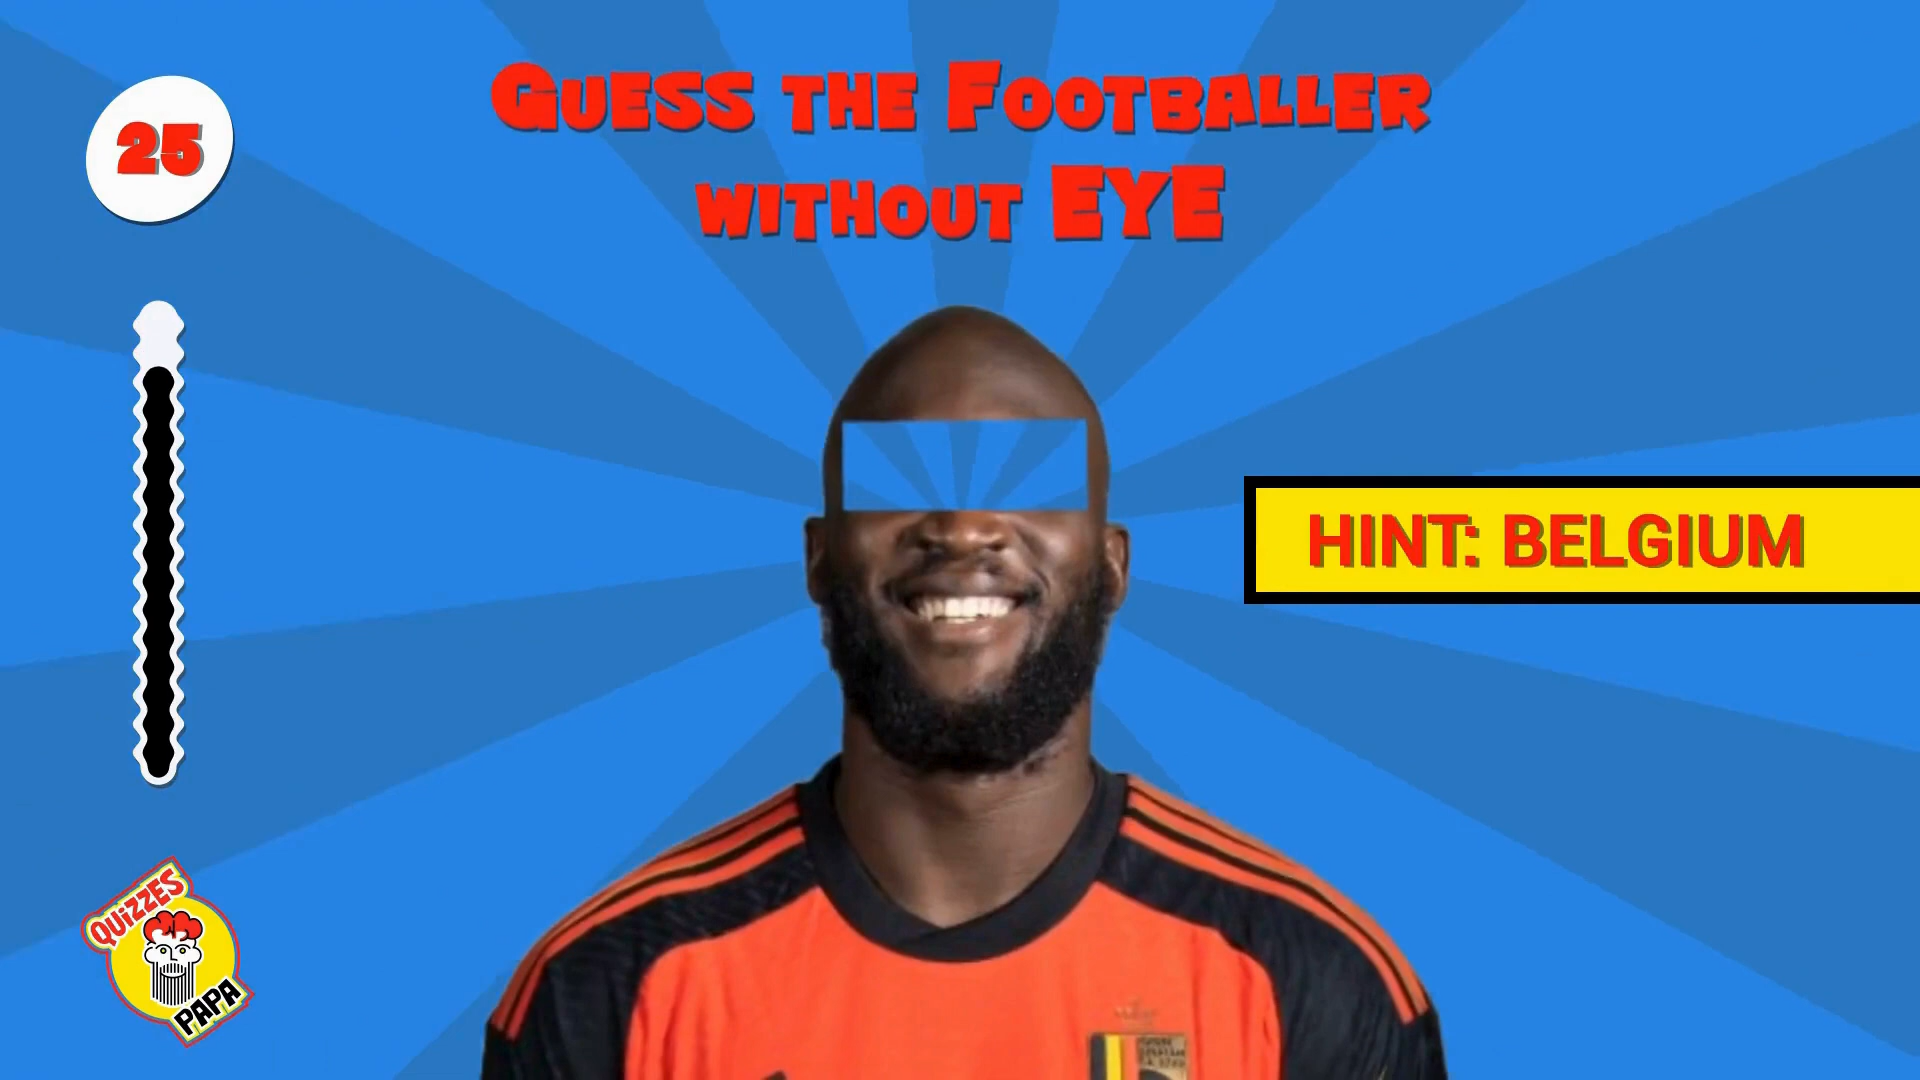 GUESS THE FOOTBALLER
WITHOUT EYE
25
HINT: BELGIUM
QUiZZES
PAPA